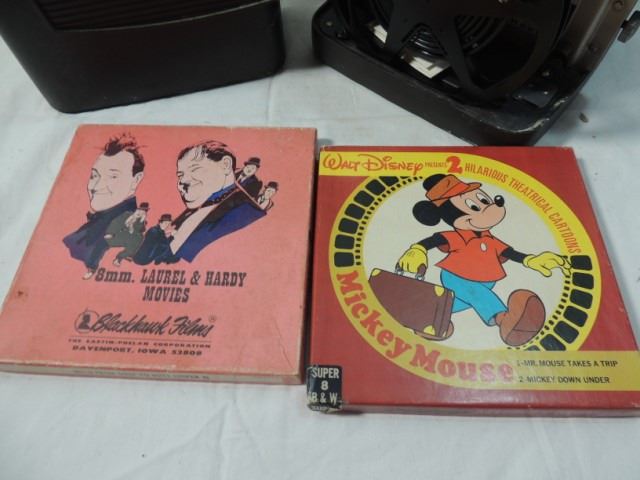 8mm. LAUREL & HARDY
MOVIES
Blackhawk Films®
THE EASTIN-PHELAN CORPORATION
DAVENPORT, IOWA 52808
WALT DISNEY PRESENTS 2 HILARIOUS THEATRICAL CARTOONS
Mickey Mouse
1-MR. MOUSE TAKES A TRIP
2-MICKEY DOWN UNDER
SUPER
8
B & W